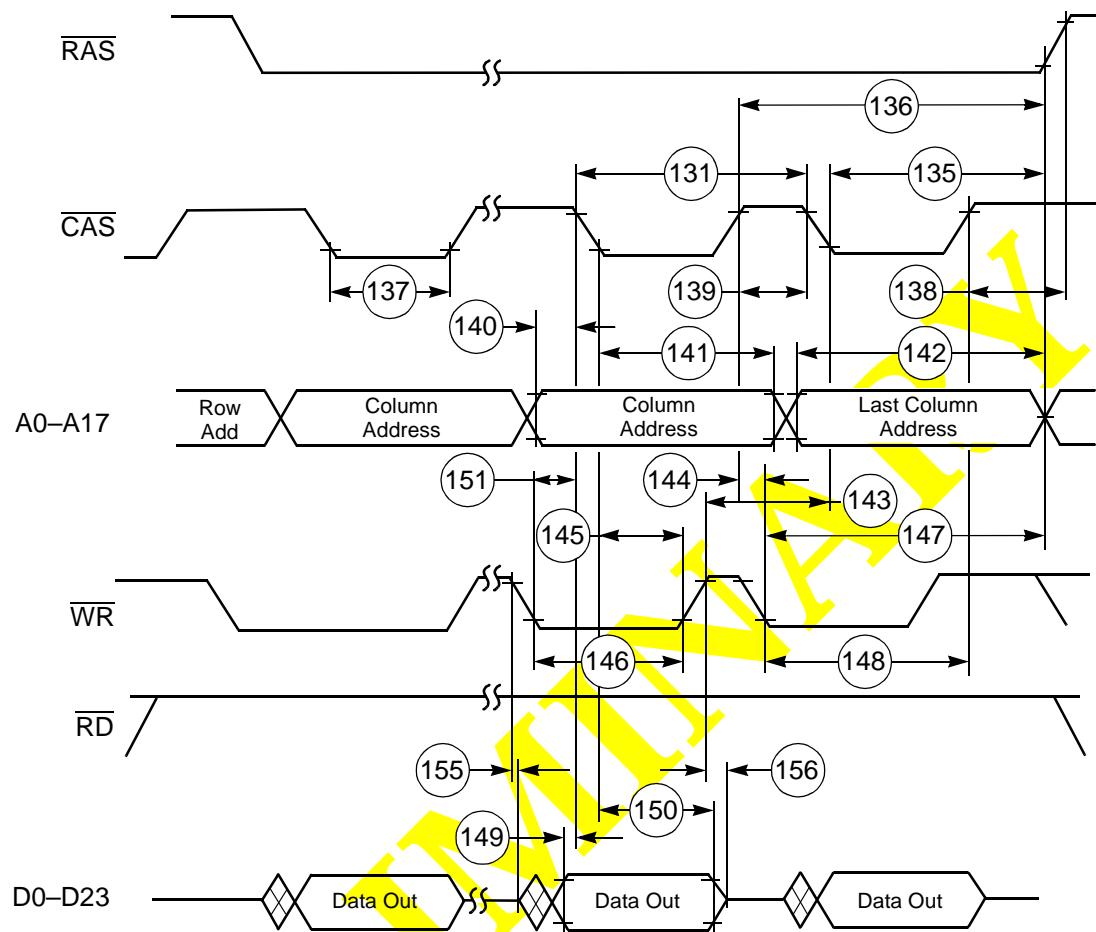 RAS
136
131
135
CAS
137
139
138
140
141
142
A0–A17
Row
Add
Column
Address
Column
Address
Last Column
Address
151
144
143
145
147
WR
146
148
RD
155
156
150
149
D0–D23
Data Out
Data Out
Data Out
IMINARY